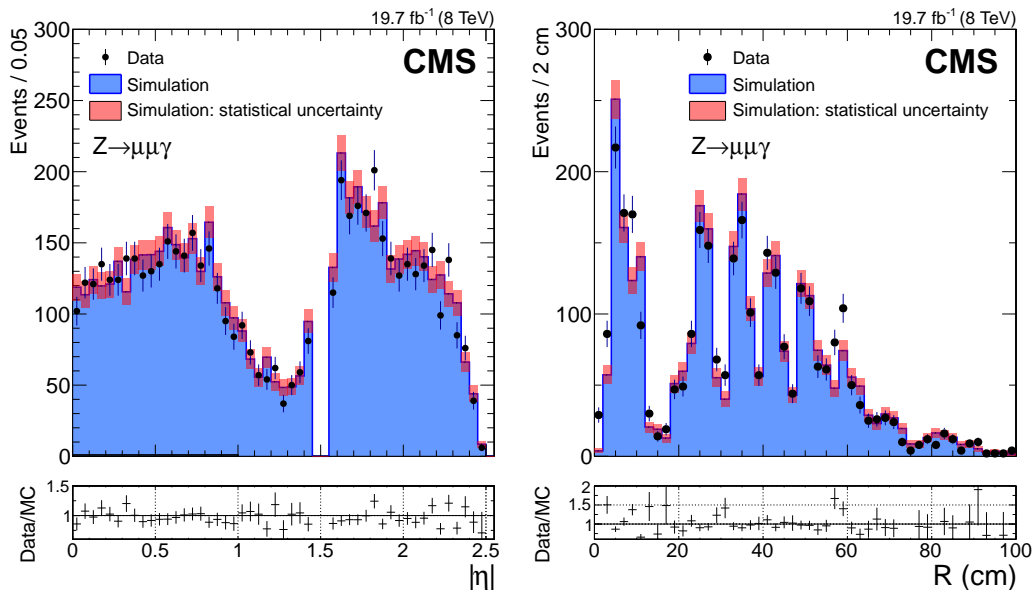 19.7 fb⁻¹ (8 TeV)
Events / 0.05
300
250
200
150
100
50
0
CMS
Data
Simulation
Simulation: statistical uncertainty
Z→μμγ
Data/MC
1.5
1
0
0.5
1
1.5
2
2.5
|η|
19.7 fb⁻¹ (8 TeV)
Events / 2 cm
300
250
200
150
100
50
0
CMS
Data
Simulation
Simulation: statistical uncertainty
Z→μμγ
Data/MC
2
1.5
1
0
20
40
60
80
100
R (cm)